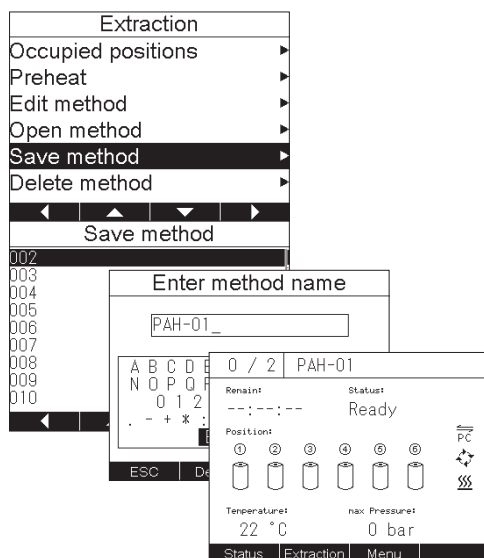 Extraction
Occupied positions
Preheat
Edit method
Open method
Save method
Delete method
Save method
002
003
004
005
006
007
008
009
010
Enter method name
PAH-01_
A B C D E
N O P Q R
0 1 2
. - + * :
ESC
0 / 2 PAH-01
Remain: Status:
--:--:-- Ready
Position:
① ② ③ ④ ⑤ ⑥
PC
Temperature: max Pressure:
22 °C 0 bar
Status Extraction Menu